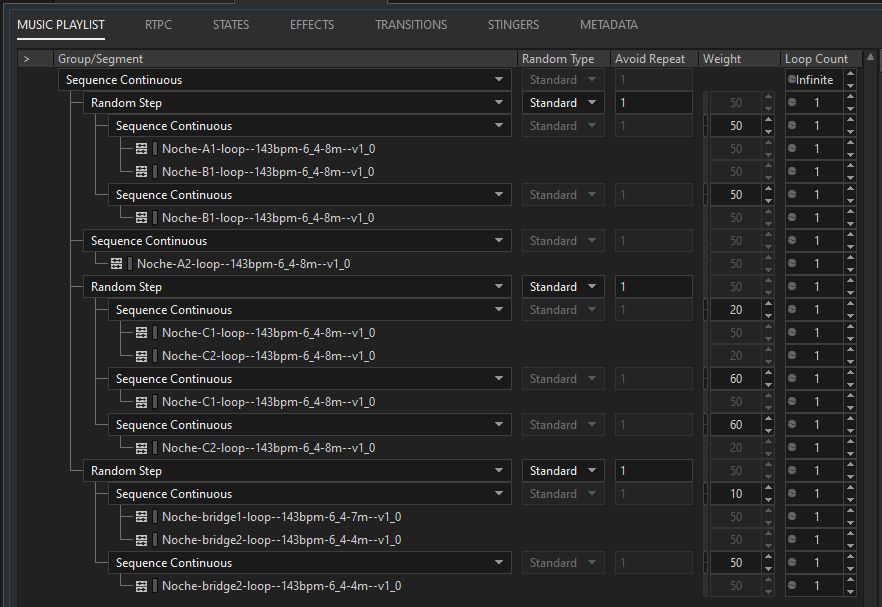 MUSIC PLAYLIST RTPC STATES EFFECTS TRANSITIONS STINGERS METADATA
> Group/Segment Random Type Avoid Repeat Weight Loop Count
Sequence Continuous Standard 1 Infinite
Random Step Standard 1 50 1
Sequence Continuous Standard 1 50 1
Noche-A1-loop--143bpm-6_4-8m--v1_0 50 1
Noche-B1-loop--143bpm-6_4-8m--v1_0 50 1
Sequence Continuous Standard 1 50 1
Noche-B1-loop--143bpm-6_4-8m--v1_0 50 1
Sequence Continuous Standard 1 50 1
Noche-A2-loop--143bpm-6_4-8m--v1_0 50 1
Random Step Standard 1 50 1
Sequence Continuous Standard 1 20 1
Noche-C1-loop--143bpm-6_4-8m--v1_0 50 1
Noche-C2-loop--143bpm-6_4-8m--v1_0 20 1
Sequence Continuous Standard 1 60 1
Noche-C1-loop--143bpm-6_4-8m--v1_0 50 1
Sequence Continuous Standard 1 60 1
Noche-C2-loop--143bpm-6_4-8m--v1_0 20 1
Random Step Standard 1 50 1
Sequence Continuous Standard 1 10 1
Noche-bridge1-loop--143bpm-6_4-7m--v1_0 50 1
Noche-bridge2-loop--143bpm-6_4-4m--v1_0 50 1
Sequence Continuous Standard 1 50 1
Noche-bridge2-loop--143bpm-6_4-4m--v1_0 50 1